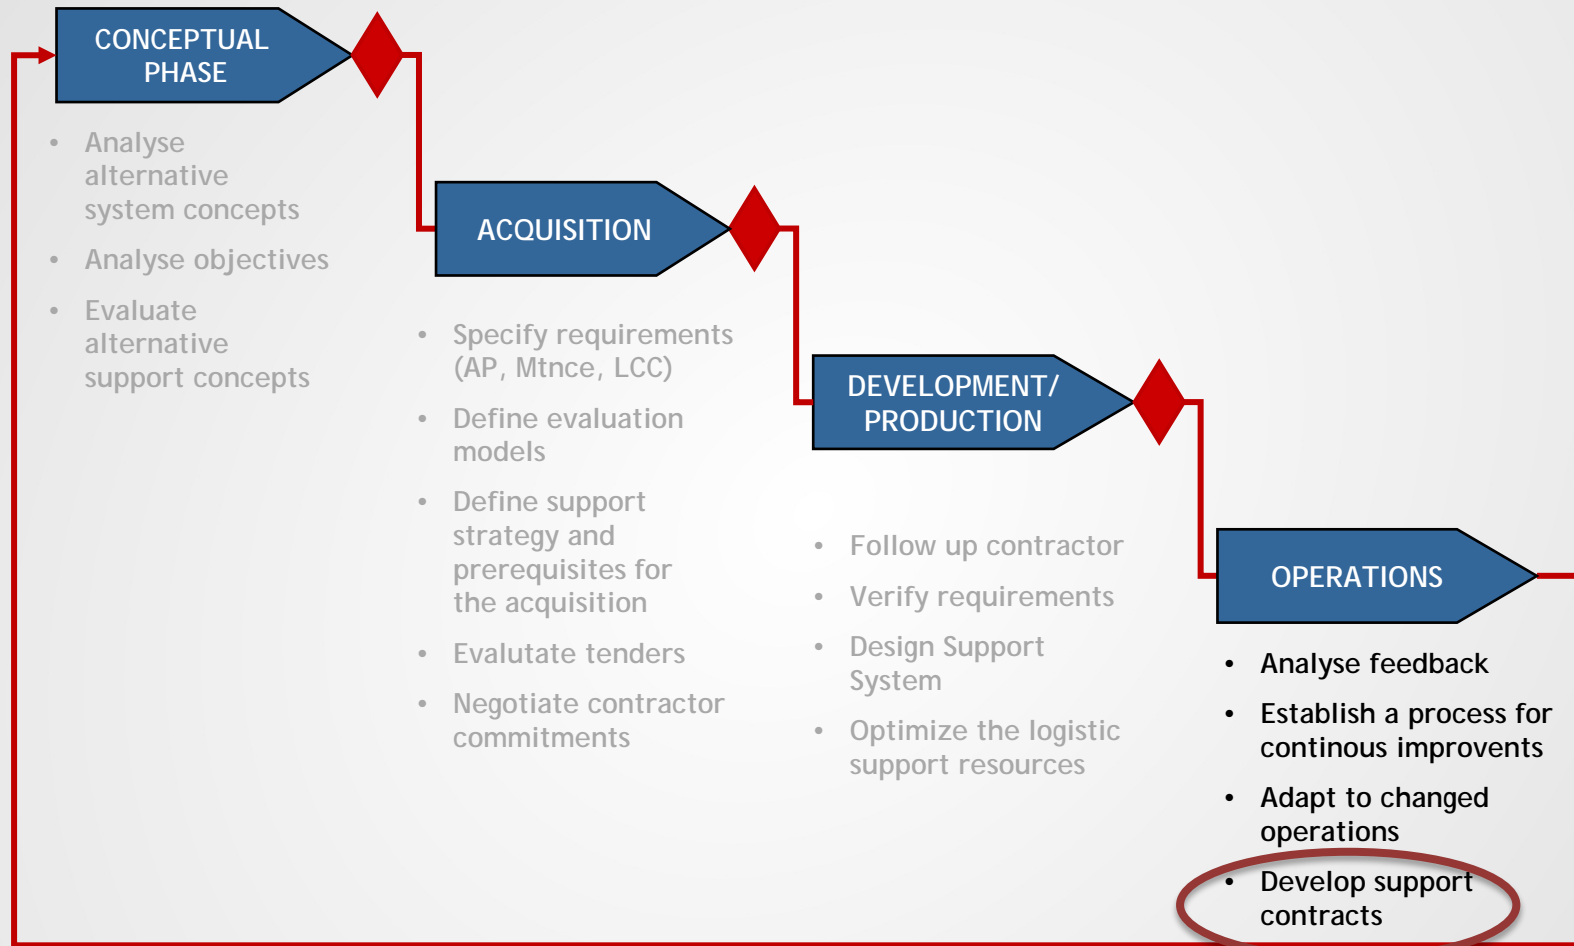 CONCEPTUAL
PHASE
• Analyse
alternative
system concepts
• Analyse objectives
• Evaluate
alternative
support concepts
ACQUISITION
• Specify requirements
(AP, Mtnce, LCC)
• Define evaluation
models
• Define support
strategy and
prerequisites for
the acquisition
• Evalutate tenders
• Negotiate contractor
commitments
DEVELOPMENT/
PRODUCTION
• Follow up contractor
• Verify requirements
• Design Support
System
• Optimize the logistic
support resources
OPERATIONS
• Analyse feedback
• Establish a process for
continous improvents
• Adapt to changed
operations
• Develop support
contracts